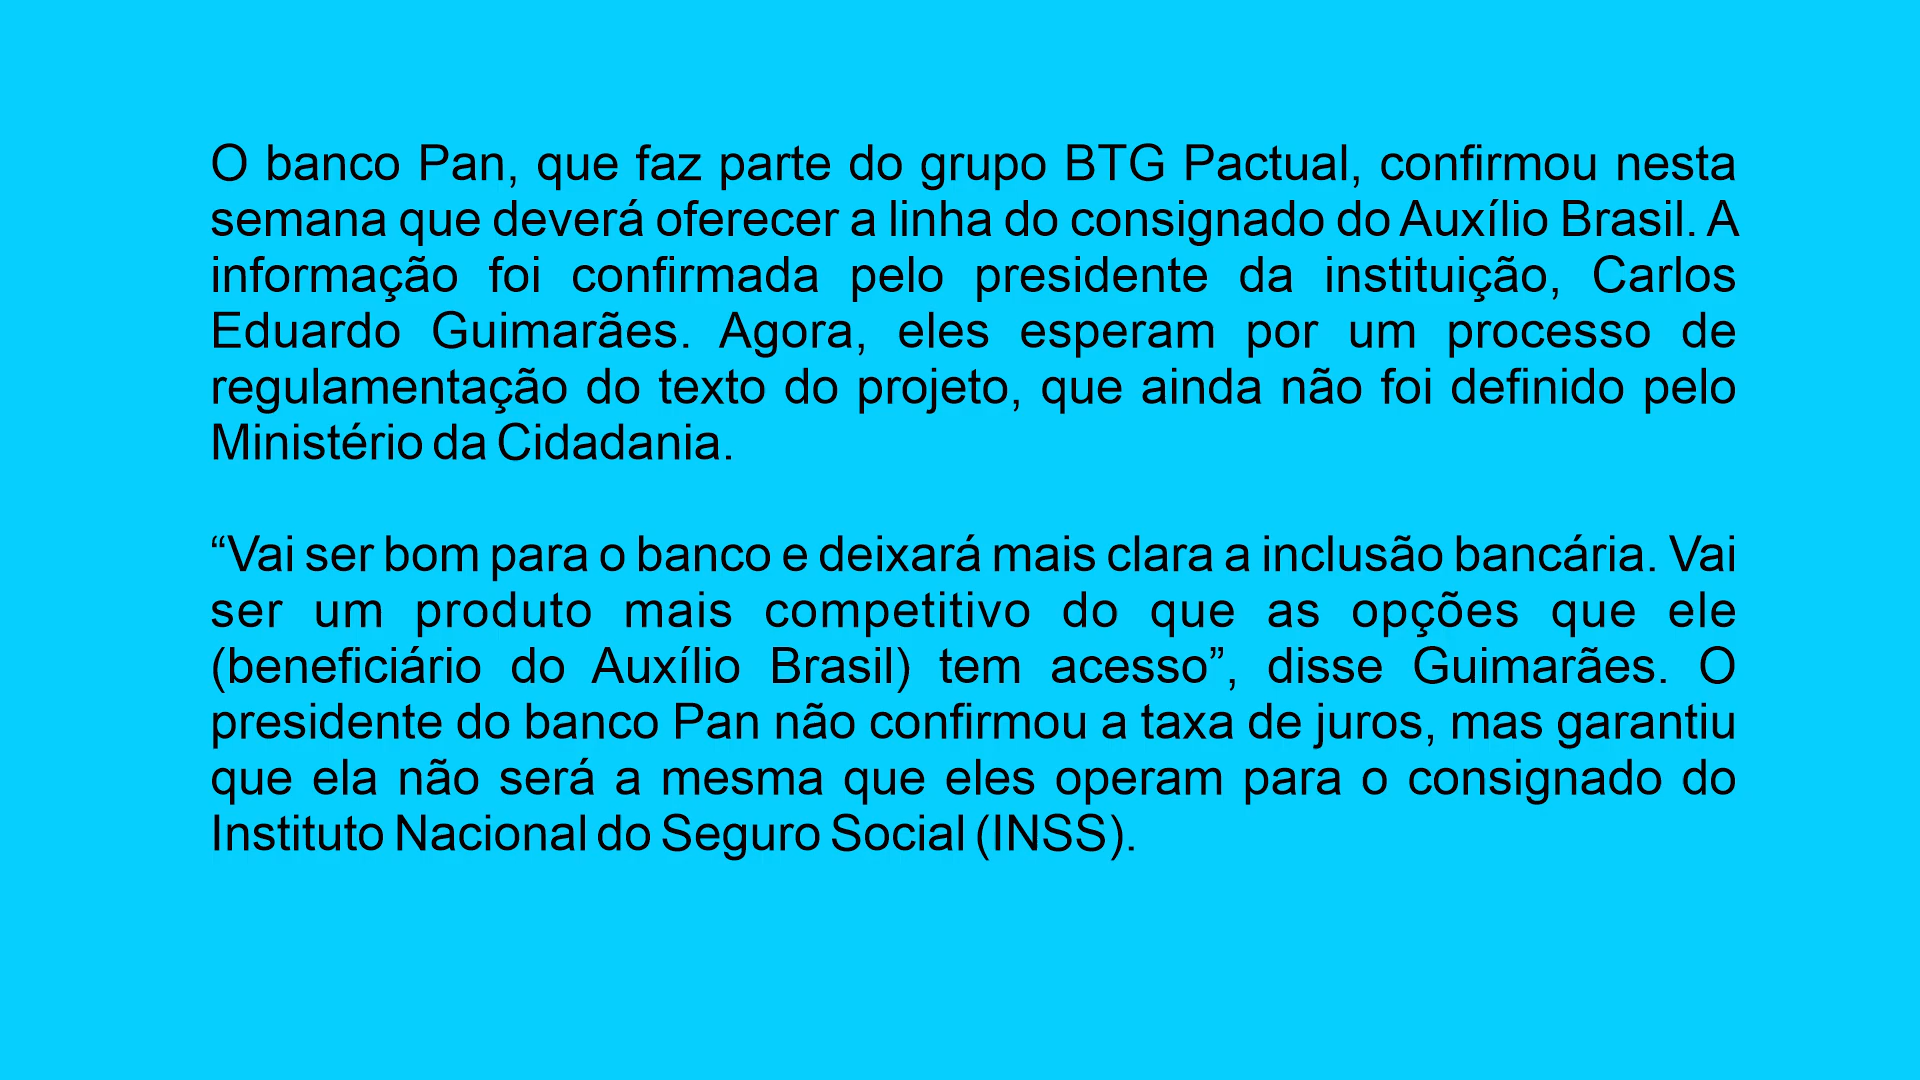 O banco Pan, que faz parte do grupo BTG Pactual, confirmou nesta
semana que deverá oferecer a linha do consignado do Auxílio Brasil. A
informação foi confirmada pelo presidente da instituição, Carlos
Eduardo Guimarães. Agora, eles esperam por um processo de
regulamentação do texto do projeto, que ainda não foi definido pelo
Ministério da Cidadania.
“Vai ser bom para o banco e deixará mais clara a inclusão bancária. Vai
ser um produto mais competitivo do que as opções que ele
(beneficiário do Auxílio Brasil) tem acesso”, disse Guimarães. O
presidente do banco Pan não confirmou a taxa de juros, mas garantiu
que ela não será a mesma que eles operam para o consignado do
Instituto Nacional do Seguro Social (INSS).